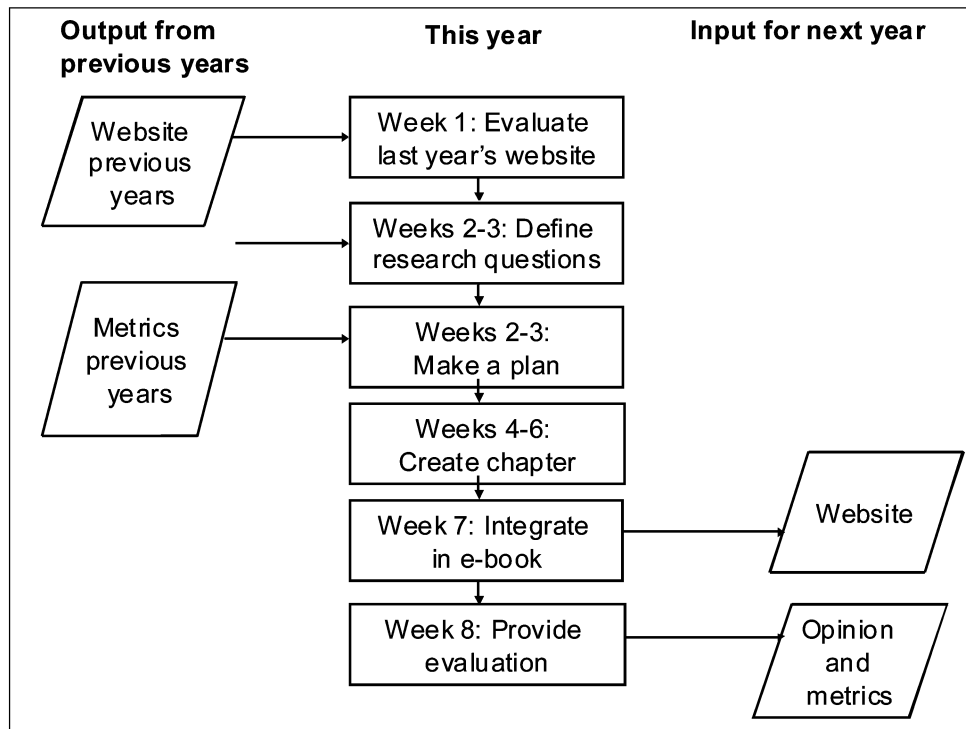 Output from
previous years
This year
Input for next year
Website
previous
years
Week 1: Evaluate
last year's website
Weeks 2-3: Define
research questions
Metrics
previous
years
Weeks 2-3:
Make a plan
Weeks 4-6:
Create chapter
Week 7: Integrate
in e-book
Website
Week 8: Provide
evaluation
Opinion
and
metrics